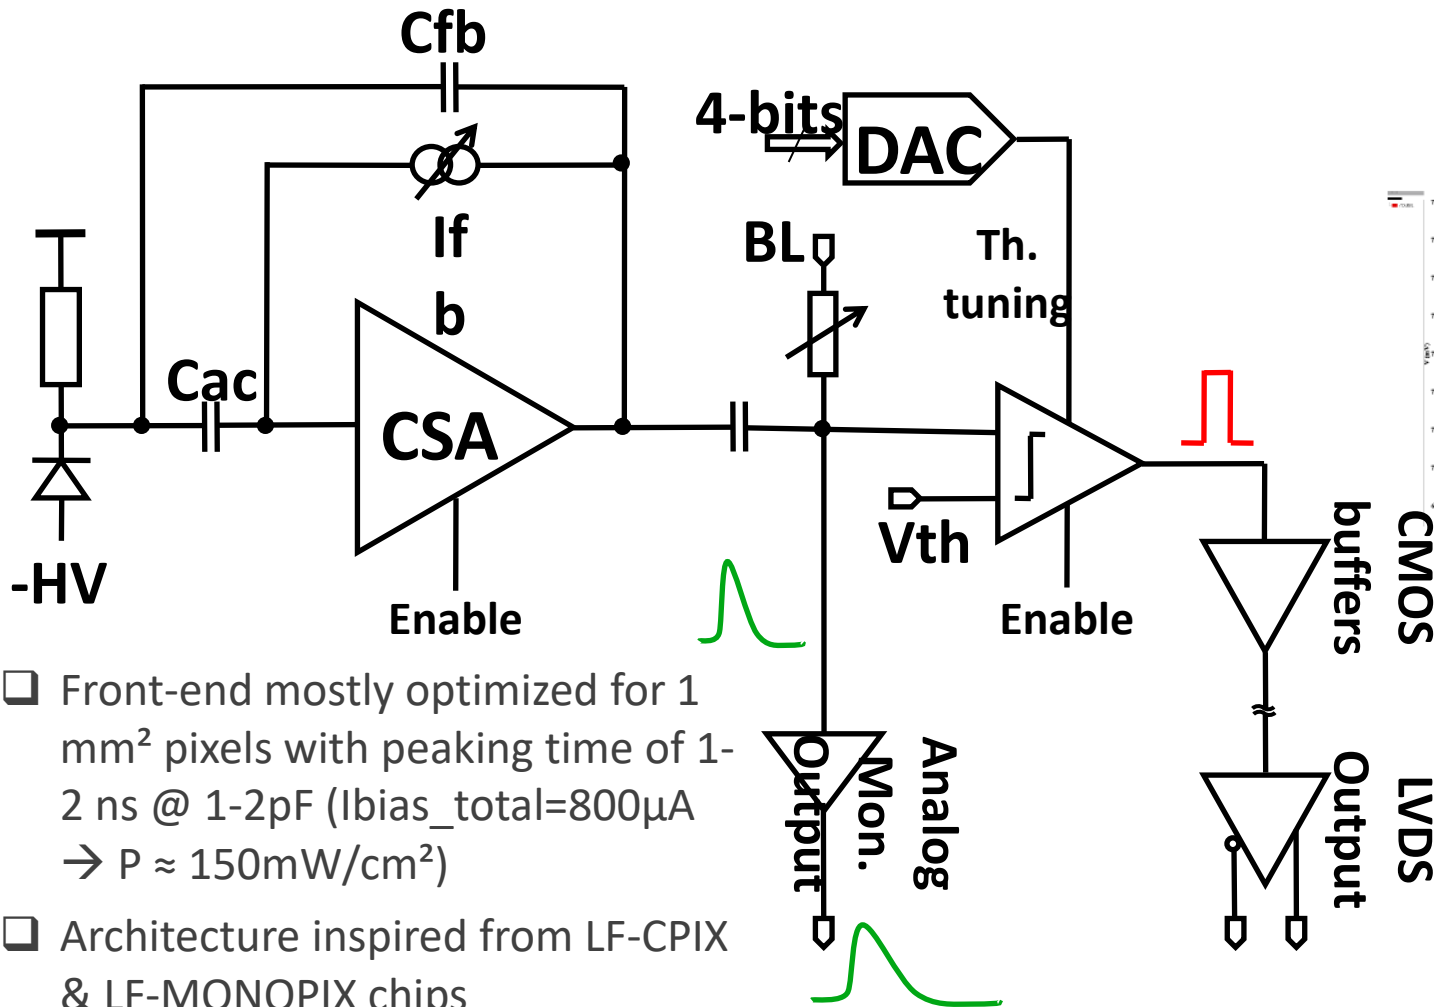 Cfb
4-bits
DAC
If
b
BL
Th.
tuning
Cac
CSA
Vth
-HV
Enable
Enable
CMOS
buffers
Analog
Mon.
Output
LVDS
Output
❑ Front-end mostly optimized for 1
mm² pixels with peaking time of 1-
2 ns @ 1-2pF (Ibias_total=800µA
→ P ≈ 150mW/cm²)
❑ Architecture inspired from LF-CPIX
& LF-MONOPIX chips
V (mV)